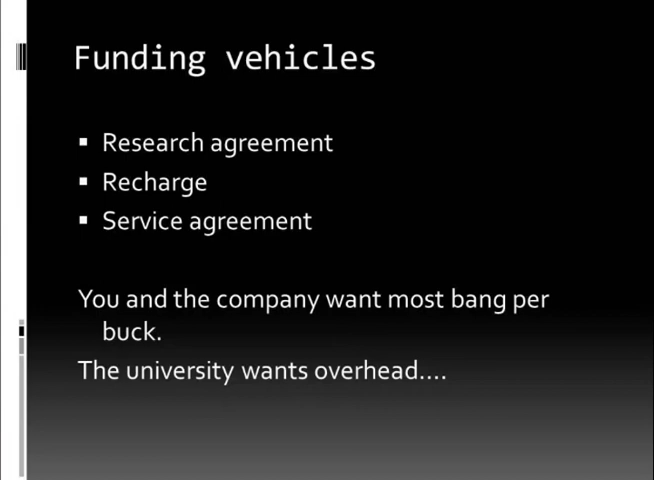 Funding vehicles
▪ Research agreement
▪ Recharge
▪ Service agreement
You and the company want most bang per
buck.
The university wants overhead....